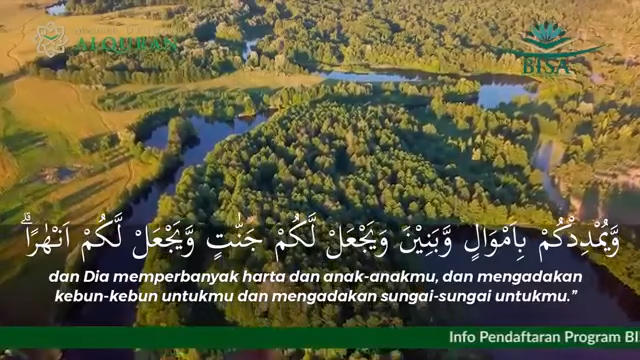 ALQURAN
BISA
وَّيُمْدِدْكُمْ بِاَمْوَالٍ وَّبَنِيْنَ وَيَجْعَلْ لَّكُمْ جَنّٰتٍ وَّيَجْعَلْ لَّكُمْ اَنْهٰرًاۗ
dan Dia memperbanyak harta dan anak-anakmu, dan mengadakan
kebun-kebun untukmu dan mengadakan sungai-sungai untukmu.”
Info Pendaftaran Program BI